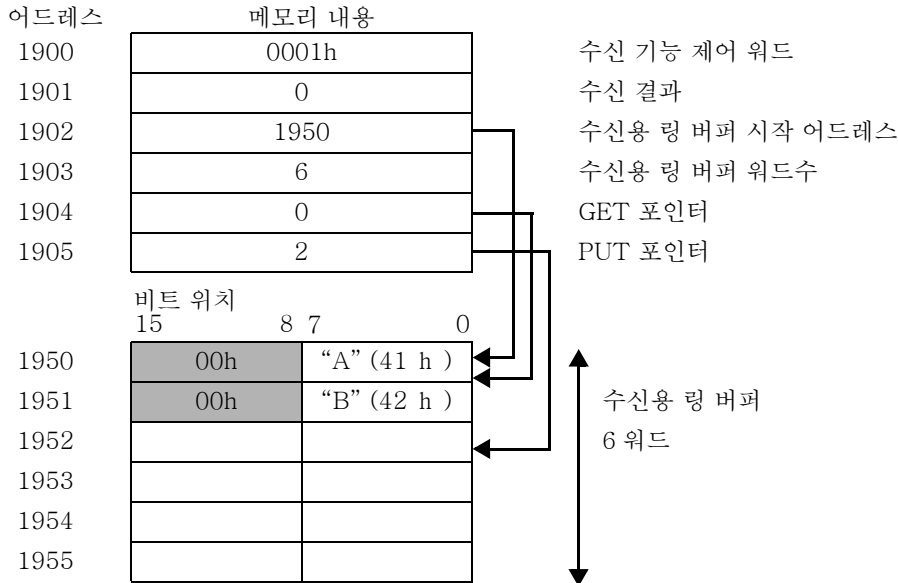 어드레스 메모리 내용
1900 0001h 수신 기능 제어 워드
1901 0 수신 결과
1902 1950 수신용 링 버퍼 시작 어드레스
1903 6 수신용 링 버퍼 워드수
1904 0 GET 포인터
1905 2 PUT 포인터
비트 위치
15 8 7 0
1950 00h “A” (41 h )
1951 00h “B” (42 h ) 수신용 링 버퍼
1952 6 워드
1953
1954
1955